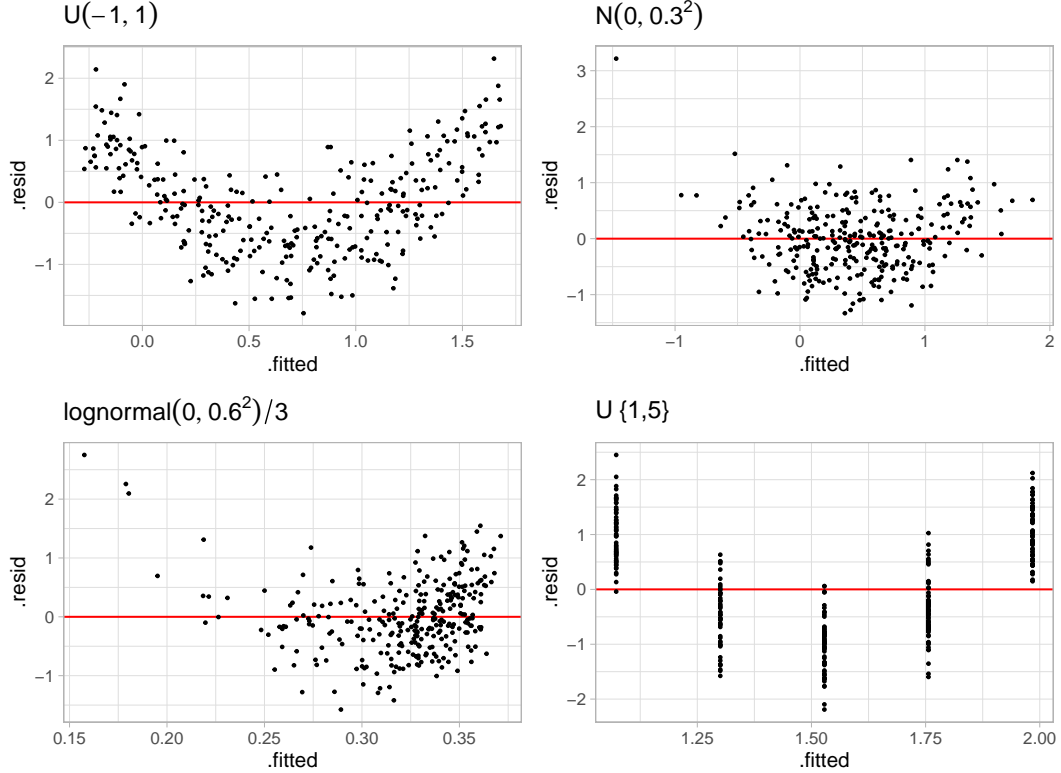 U(−1, 1)
2
1
0
−1
.resid
0.0 0.5 1.0 1.5
.fitted
N(0, 0.3²)
3
2
1
0
−1
.resid
−1 0 1 2
.fitted
lognormal(0, 0.6²)/3
2
1
0
−1
.resid
0.15 0.20 0.25 0.30 0.35
.fitted
U {1,5}
2
1
0
−1
−2
.resid
1.25 1.50 1.75 2.00
.fitted